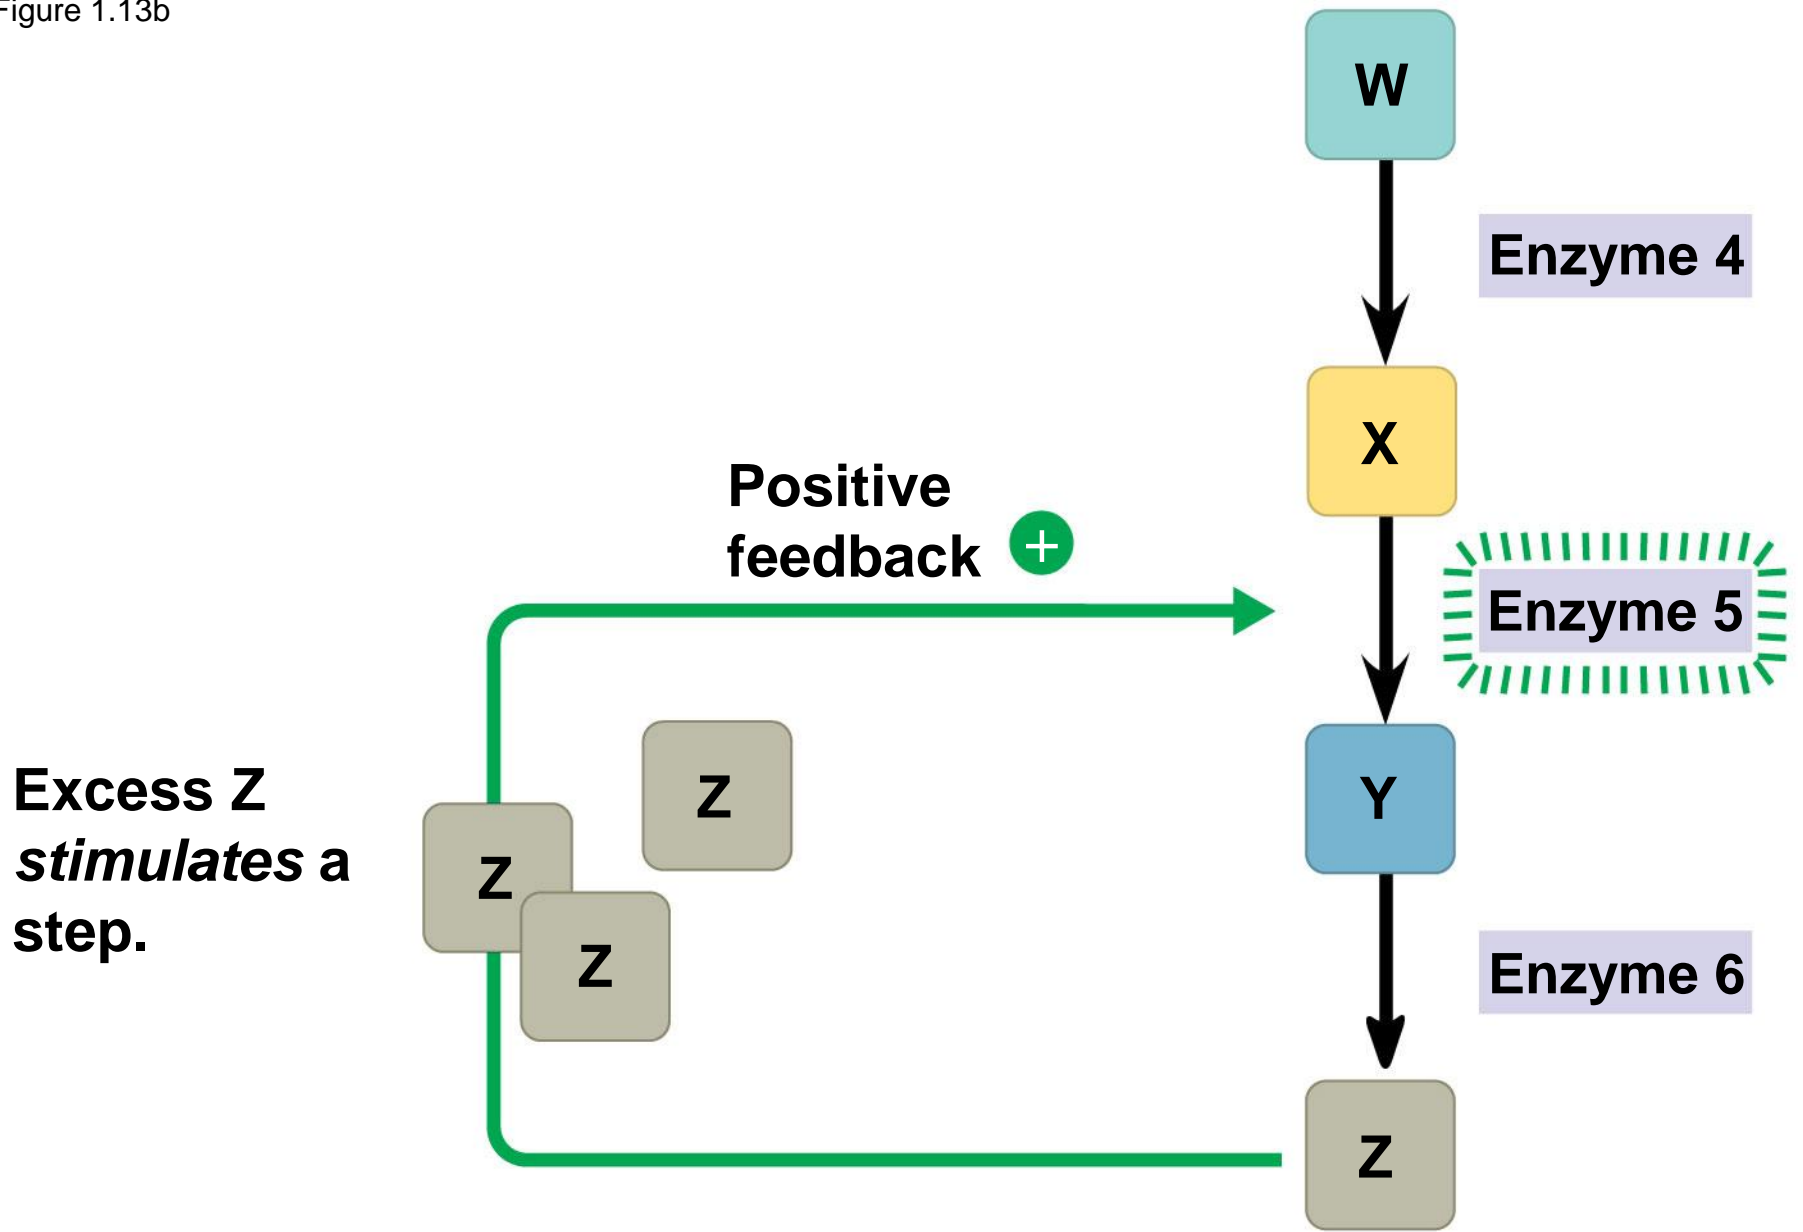 Figure 1.13b
W
Enzyme 4
X
Positive
feedback +
Enzyme 5
Excess Z
stimulates a
step.
Z
Z
Z
Y
Enzyme 6
Z